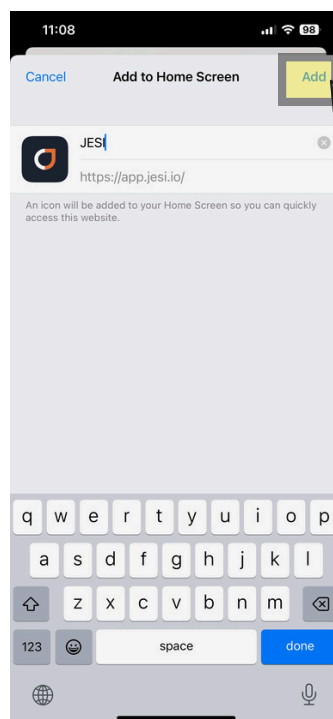 11:08
98
Cancel
Add to Home Screen
Add
JESI
https://app.jesi.io/
An icon will be added to your Home Screen so you can quickly
access this website.
q w e r t y u i o p
a s d f g h j k l
z x c v b n m
123
space
done